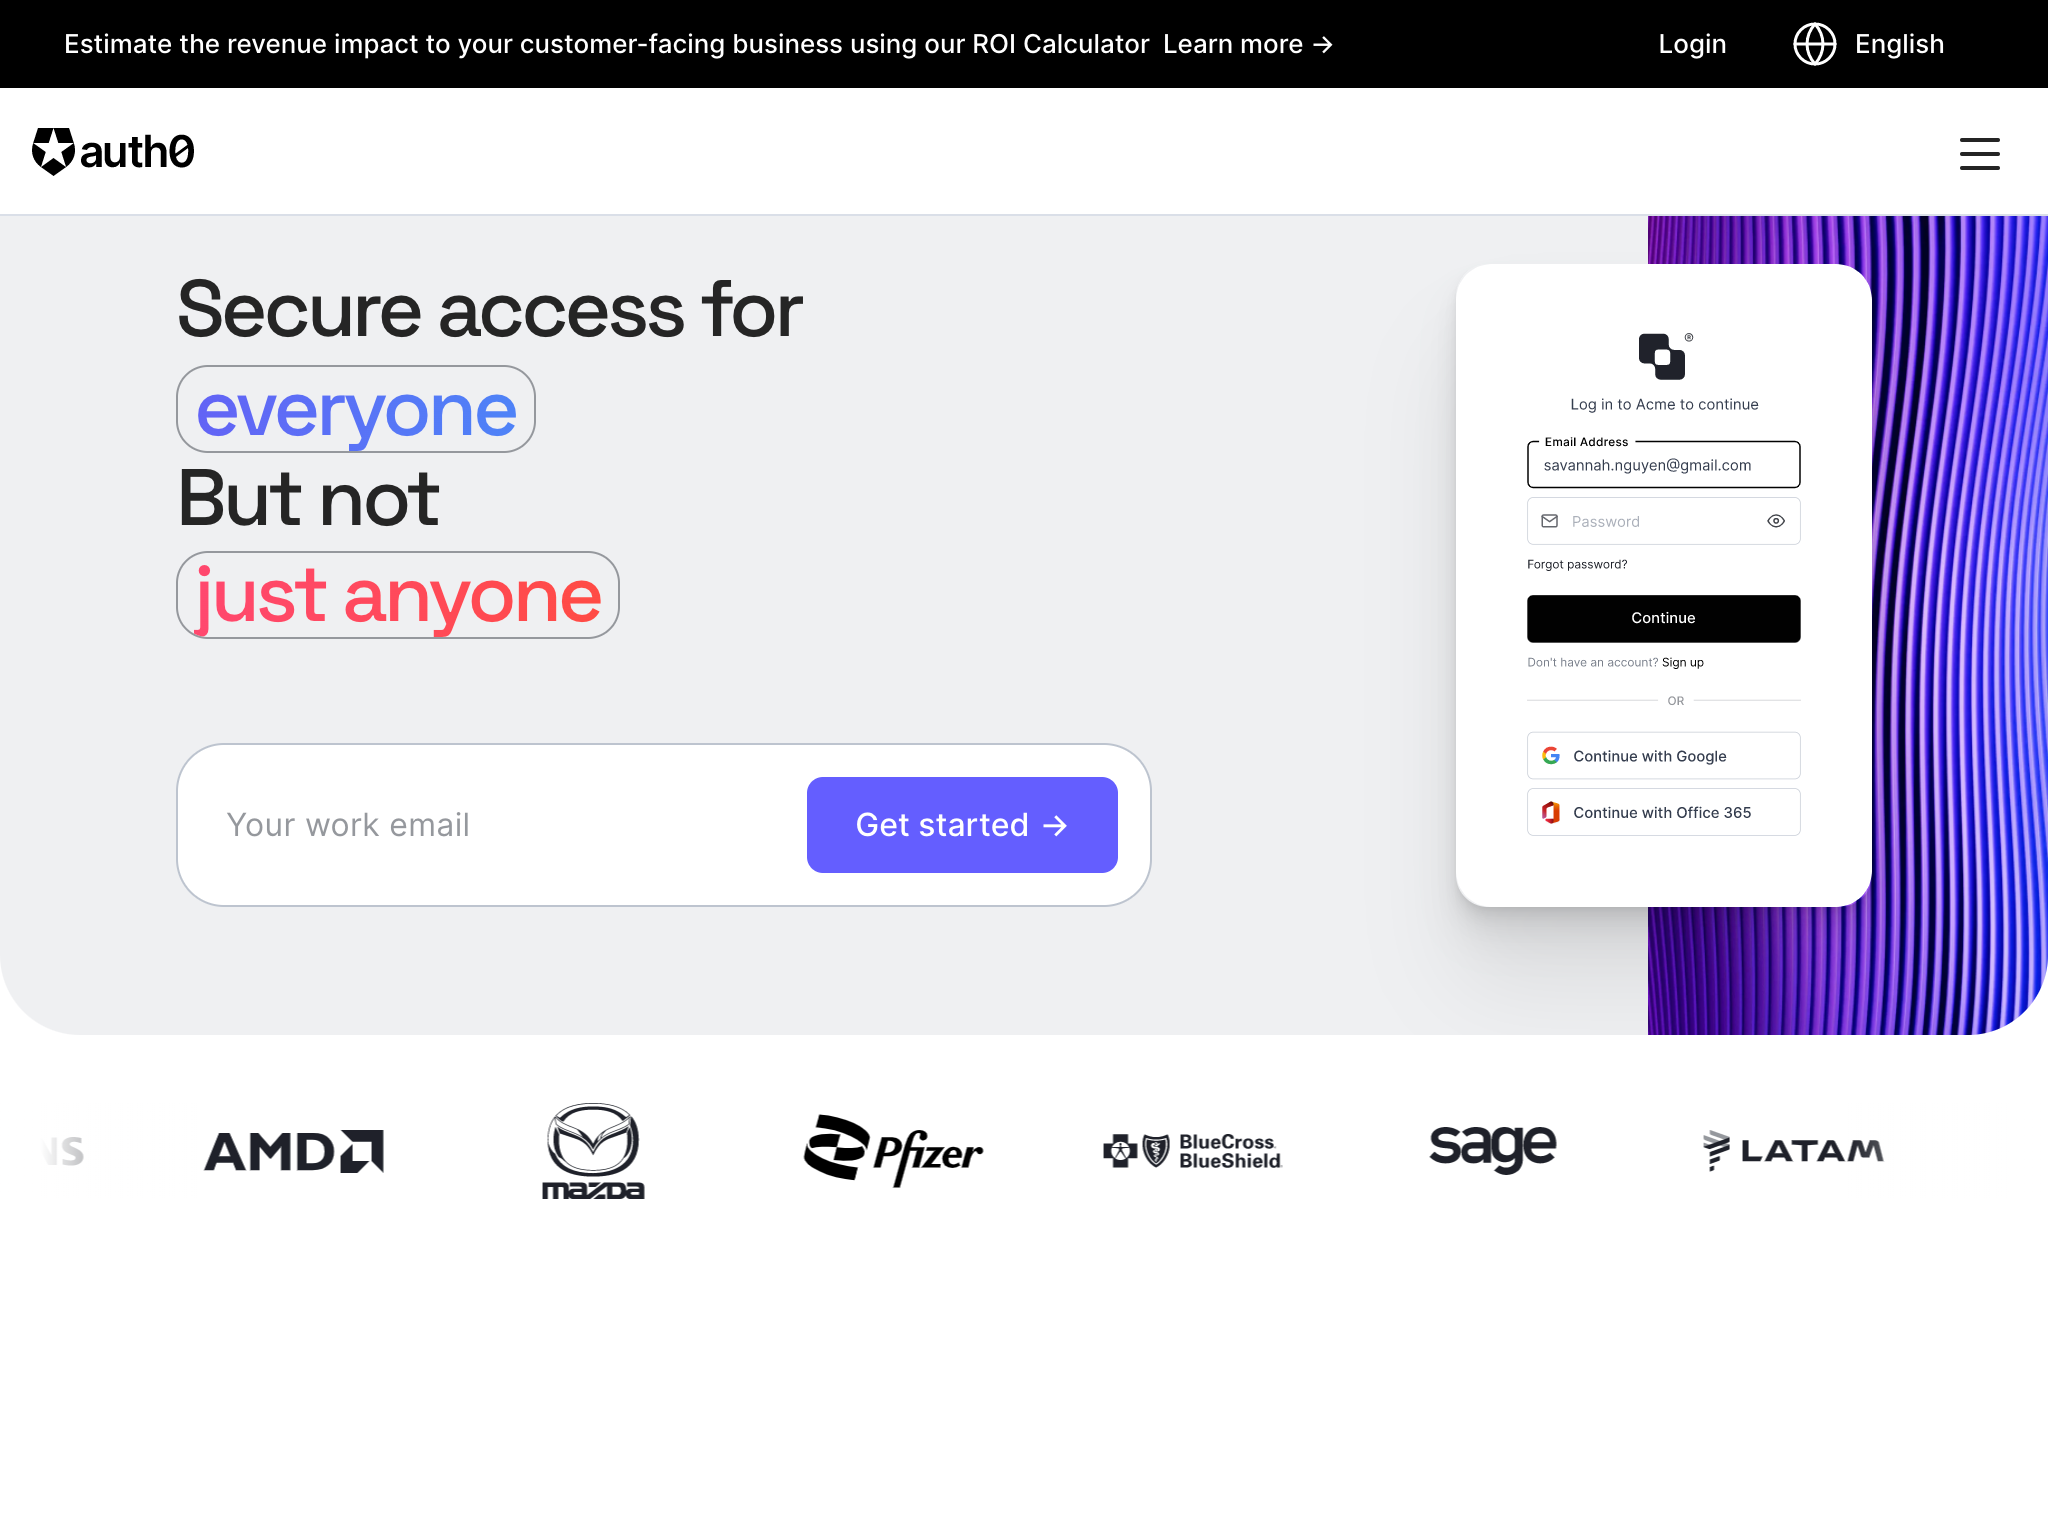 Estimate the revenue impact to your customer-facing business using our ROI Calculator Learn more →
Login
English
auth0
Secure access for
everyone
But not
just anyone
Your work email
Get started →
®
Log in to Acme to continue
Email Address
savannah.nguyen@gmail.com
Password
Forgot password?
Continue
Don't have an account? Sign up
OR
Continue with Google
Continue with Office 365
AMD
mazda
Pfizer
BlueCross
BlueShield
sage
LATAM